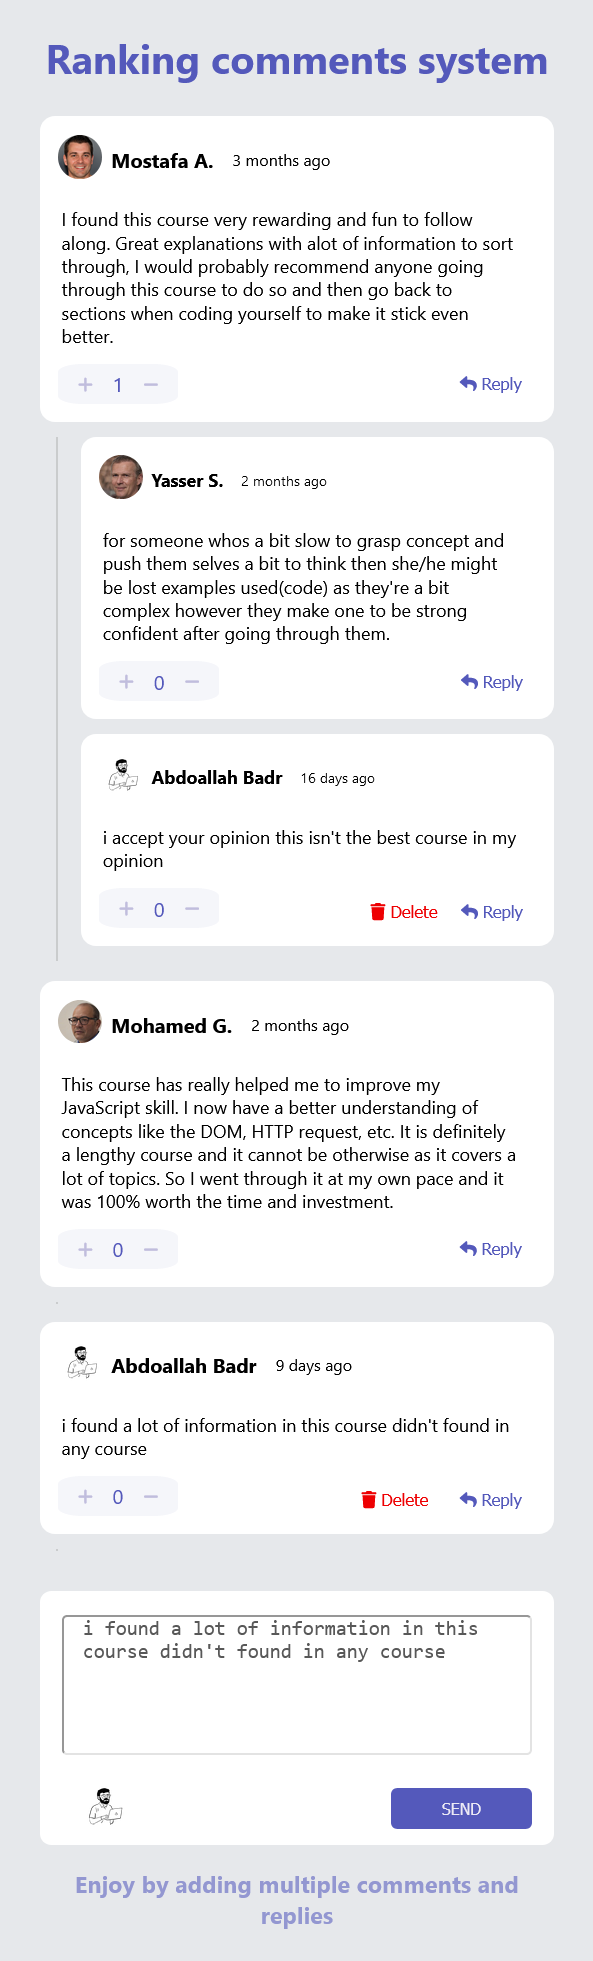 Ranking comments system
Mostafa A. 3 months ago
I found this course very rewarding and fun to follow
along. Great explanations with alot of information to sort
through, I would probably recommend anyone going
through this course to do so and then go back to
sections when coding yourself to make it stick even
better.
+ 1 − Reply
Yasser S. 2 months ago
for someone whos a bit slow to grasp concept and
push them selves a bit to think then she/he might
be lost examples used(code) as they're a bit
complex however they make one to be strong
confident after going through them.
+ 0 − Reply
Abdoallah Badr 16 days ago
i accept your opinion this isn't the best course in my
opinion
+ 0 − Delete Reply
Mohamed G. 2 months ago
This course has really helped me to improve my
JavaScript skill. I now have a better understanding of
concepts like the DOM, HTTP request, etc. It is definitely
a lengthy course and it cannot be otherwise as it covers a
lot of topics. So I went through it at my own pace and it
was 100% worth the time and investment.
+ 0 − Reply
Abdoallah Badr 9 days ago
i found a lot of information in this course didn't found in
any course
+ 0 − Delete Reply
i found a lot of information in this
course didn't found in any course
SEND
Enjoy by adding multiple comments and
replies